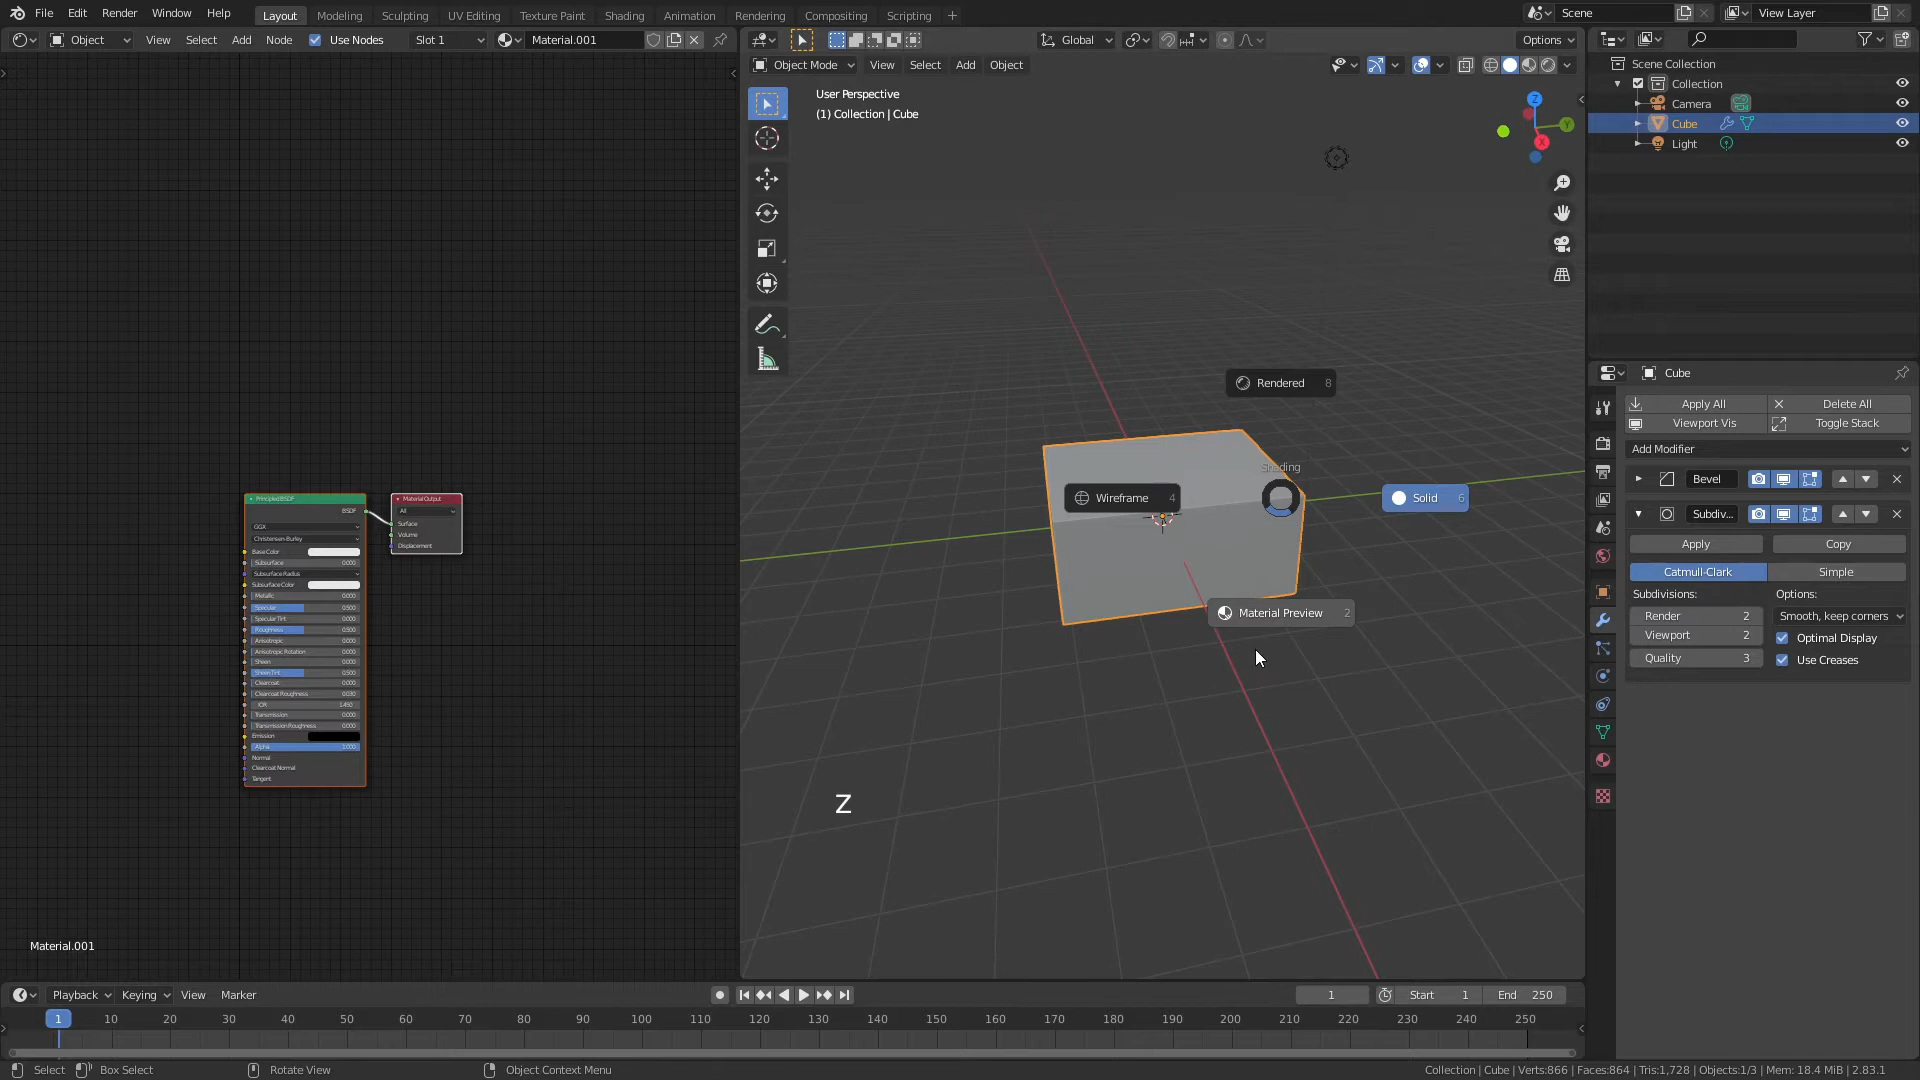 File Edit Render Window Help Layout Modeling Sculpting UV Editing Texture Paint Shading Animation Rendering Compositing Scripting + Scene View Layer
Object View Select Add Node Use Nodes Slot 1 Material.001 Global Options
Object Mode View Select Add Object
User Perspective
(1) Collection | Cube
Z
Y
X
Scene Collection
Collection
Camera
Cube
Light
Rendered 8
Shading
Wireframe 4
Solid 6
Material Preview 2
Z
Principled BSDF
BSDF
GGX
Christensen-Burley
Base Color
Subsurface 0.000
Subsurface Radius
Subsurface Color
Metallic 0.000
Specular 0.500
Specular Tint 0.000
Roughness 0.500
Anisotropic 0.000
Anisotropic Rotation 0.000
Sheen 0.000
Sheen Tint 0.500
Clearcoat 0.000
Clearcoat Roughness 0.030
IOR 1.450
Transmission 0.000
Transmission Roughness 0.000
Emission
Alpha 1.000
Normal
Clearcoat Normal
Tangent
Material Output
All
Surface
Volume
Displacement
Material.001
Cube
Apply All Delete All
Viewport Vis Toggle Stack
Add Modifier
Bevel
Subdiv...
Apply Copy
Catmull-Clark Simple
Subdivisions: Options:
Render 2 Smooth, keep corners
Viewport 2 Optimal Display
Quality 3 Use Creases
Playback Keying View Marker 1 Start 1 End 250
1 10 20 30 40 50 60 70 80 90 100 110 120 130 140 150 160 170 180 190 200 210 220 230 240 250
Select Box Select Rotate View Object Context Menu Collection | Cube | Verts:866 | Faces:864 | Tris:1,728 | Objects:1/3 | Mem: 18.4 MiB | 2.83.1